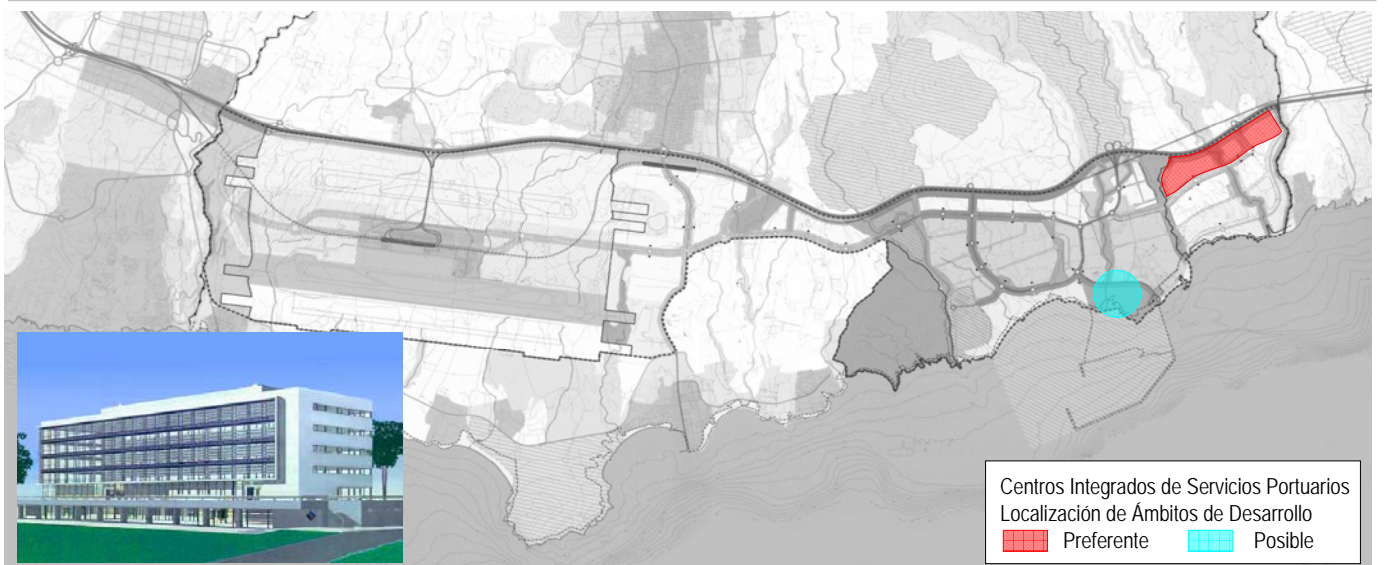 Centros Integrados de Servicios Portuarios
Localización de Ámbitos de Desarrollo
Preferente Posible